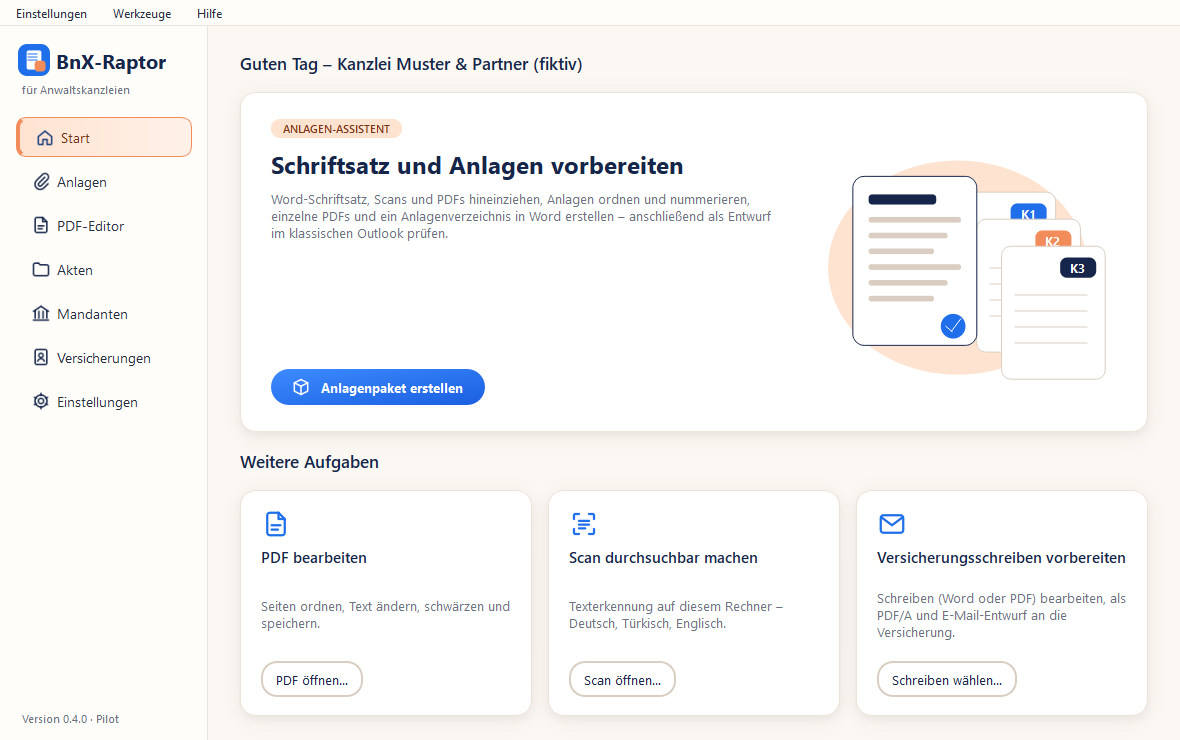 Einstellungen Werkzeuge Hilfe
BnX-Raptor
für Anwaltskanzleien
Start
Anlagen
PDF-Editor
Akten
Mandanten
Versicherungen
Einstellungen
Version 0.4.0 · Pilot
Guten Tag – Kanzlei Muster & Partner (fiktiv)
ANLAGEN-ASSISTENT
Schriftsatz und Anlagen vorbereiten
Word-Schriftsatz, Scans und PDFs hineinziehen, Anlagen ordnen und nummerieren,
einzelne PDFs und ein Anlagenverzeichnis in Word erstellen – anschließend als Entwurf
im klassischen Outlook prüfen.
Anlagenpaket erstellen
K1
K2
K3
Weitere Aufgaben
PDF bearbeiten
Seiten ordnen, Text ändern, schwärzen und
speichern.
PDF öffnen...
Scan durchsuchbar machen
Texterkennung auf diesem Rechner –
Deutsch, Türkisch, Englisch.
Scan öffnen...
Versicherungsschreiben vorbereiten
Schreiben (Word oder PDF) bearbeiten, als
PDF/A und E-Mail-Entwurf an die
Versicherung.
Schreiben wählen...